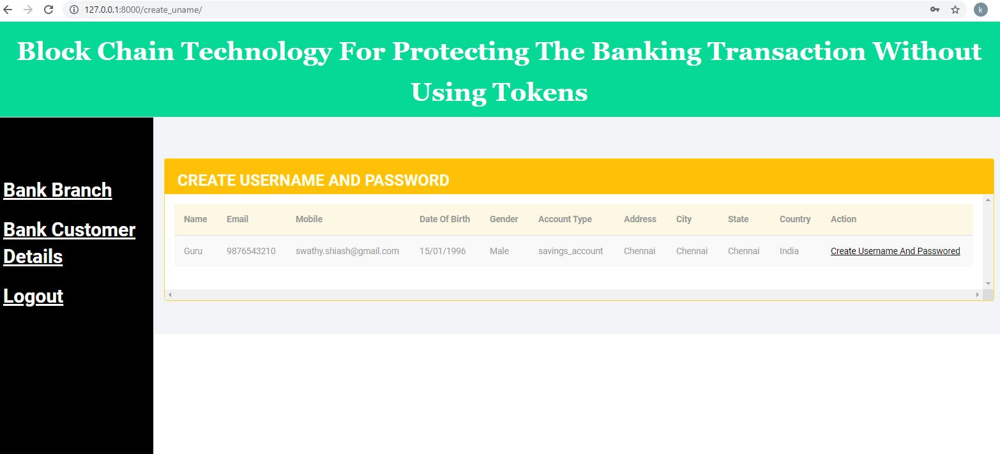 127.0.0.1:8000/create_uname/
k
Block Chain Technology For Protecting The Banking Transaction Without
Using Tokens
Bank Branch
Bank Customer
Details
Logout
CREATE USERNAME AND PASSWORD
Name Email Mobile Date Of Birth Gender Account Type Address City State Country Action
Guru 9876543210 swathy.shiash@gmail.com 15/01/1996 Male savings_account Chennai Chennai Chennai India Create Username And Passwored